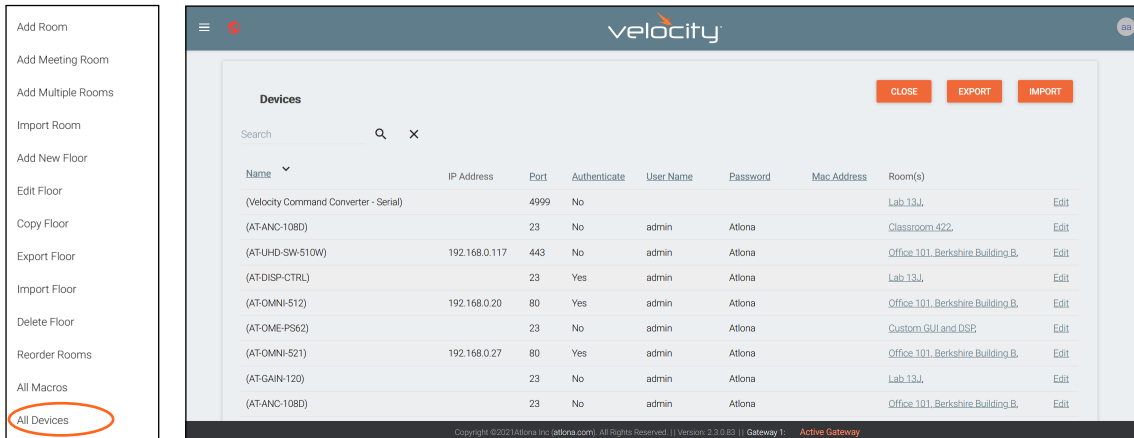 Add Room
Add Meeting Room
Add Multiple Rooms
Import Room
Add New Floor
Edit Floor
Copy Floor
Export Floor
Import Floor
Delete Floor
Reorder Rooms
All Macros
All Devices
velocity
aa
Devices
CLOSE EXPORT IMPORT
Search
Name IP Address Port Authenticate User Name Password Mac Address Room(s)
(Velocity Command Converter - Serial) 4999 No Lab 13J, Edit
(AT-ANC-108D) 23 No admin Atlona Classroom 422, Edit
(AT-UHD-SW-510W) 192.168.0.117 443 No admin Atlona Office 101, Berkshire Building B, Edit
(AT-DISP-CTRL) 23 Yes admin Atlona Lab 13J, Edit
(AT-OMNI-512) 192.168.0.20 80 Yes admin Atlona Office 101, Berkshire Building B, Edit
(AT-OME-PS62) 23 No admin Atlona Custom GUI and DSP, Edit
(AT-OMNI-521) 192.168.0.27 80 Yes admin Atlona Office 101, Berkshire Building B, Edit
(AT-GAIN-120) 23 No admin Atlona Lab 13J, Edit
(AT-ANC-108D) 23 No admin Atlona Office 101, Berkshire Building B, Edit
Copyright ©2021Atlona Inc (atlona.com). All Rights Reserved. | | Version: 2.3.0.83 | | Gateway 1: Active Gateway